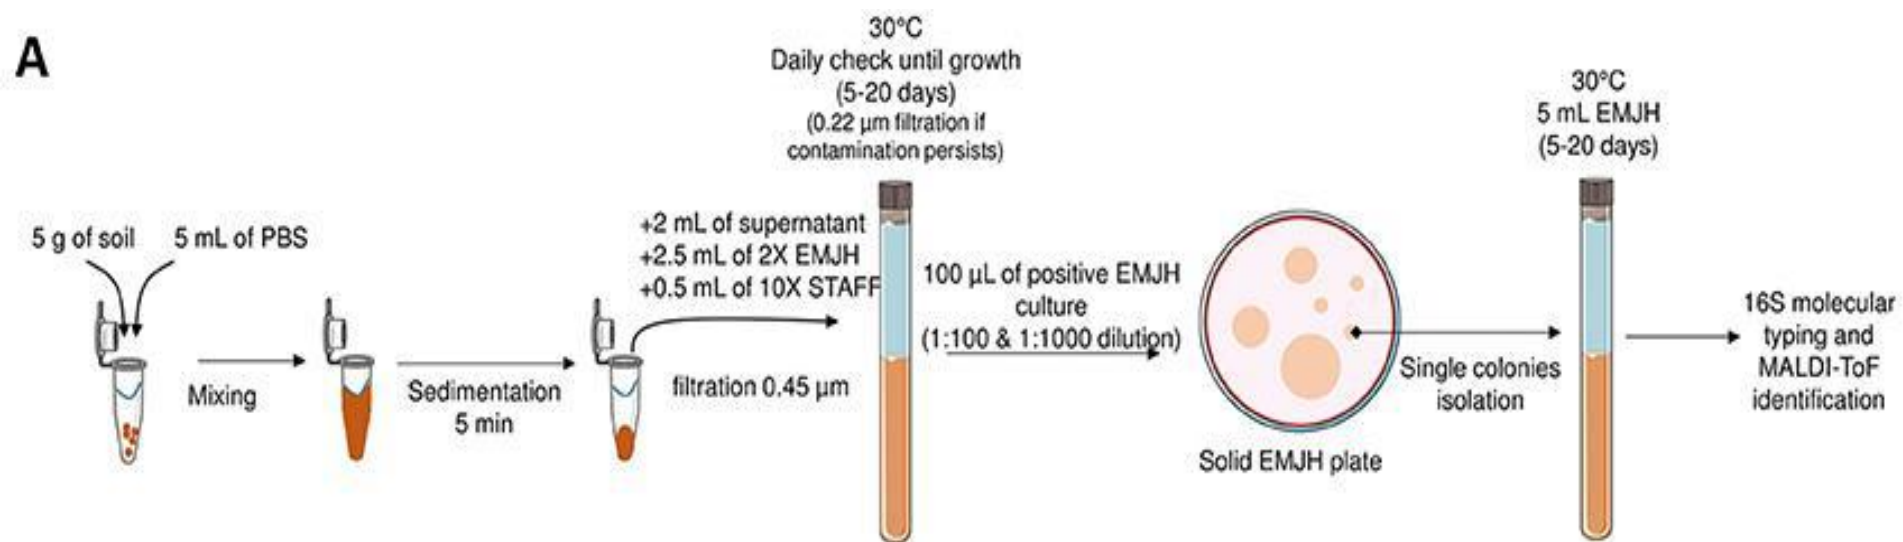 A
5 g of soil
5 mL of PBS
Mixing
Sedimentation
5 min
+2 mL of supernatant
+2.5 mL of 2X EMJH
+0.5 mL of 10X STAFF
filtration 0.45 µm
30°C
Daily check until growth
(5-20 days)
(0.22 µm filtration if
contamination persists)
100 µL of positive EMJH
culture
(1:100 & 1:1000 dilution)
Solid EMJH plate
Single colonies
isolation
30°C
5 mL EMJH
(5-20 days)
16S molecular
typing and
MALDI-ToF
identification